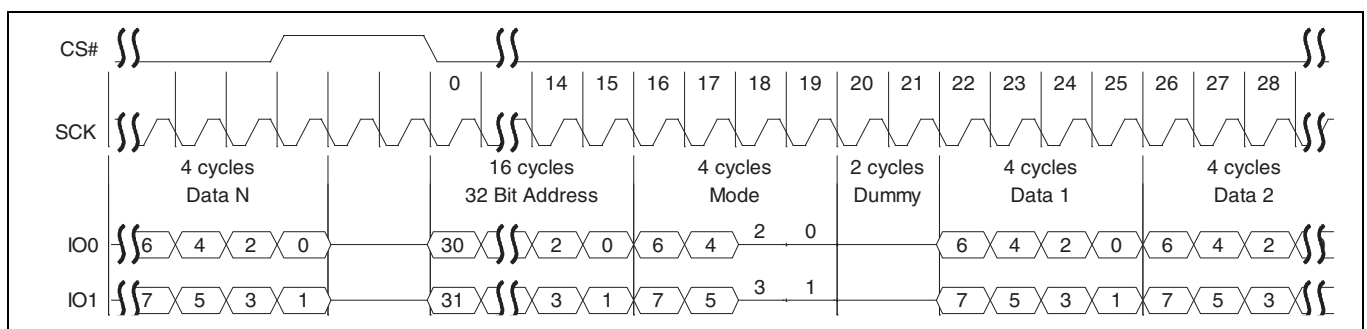 CS#
0 14 15 16 17 18 19 20 21 22 23 24 25 26 27 28
SCK
4 cycles 16 cycles 4 cycles 2 cycles 4 cycles 4 cycles
Data N 32 Bit Address Mode Dummy Data 1 Data 2
IO0 6 4 2 0 30 2 0 6 4 2 0 6 4 2 0 6 4 2
IO1 7 5 3 1 31 3 1 7 5 3 1 7 5 3 1 7 5 3